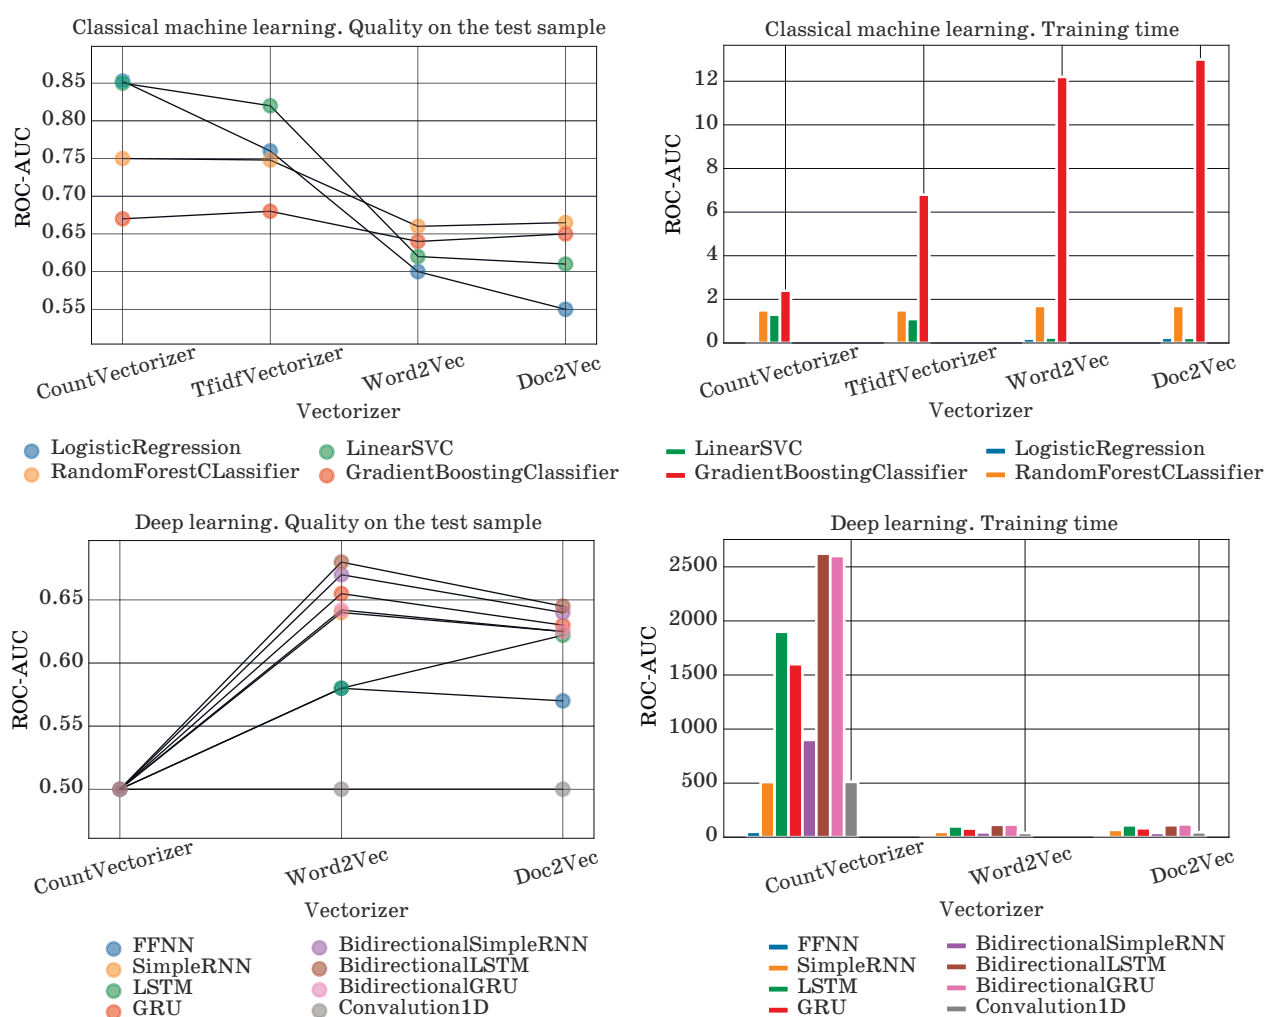 Classical machine learning. Quality on the test sample
ROC-AUC
0.85
0.80
0.75
0.70
0.65
0.60
0.55
CountVectorizer
TfidfVectorizer
Word2Vec
Doc2Vec
Vectorizer
LogisticRegression
LinearSVC
RandomForestCLassifier
GradientBoostingClassifier
Classical machine learning. Training time
ROC-AUC
12
10
8
6
4
2
0
CountVectorizer
TfidfVectorizer
Word2Vec
Doc2Vec
Vectorizer
LinearSVC
LogisticRegression
GradientBoostingClassifier
RandomForestCLassifier
Deep learning. Quality on the test sample
ROC-AUC
0.65
0.60
0.55
0.50
CountVectorizer
Word2Vec
Doc2Vec
Vectorizer
FFNN
BidirectionalSimpleRNN
SimpleRNN
BidirectionalLSTM
LSTM
BidirectionalGRU
GRU
Convalution1D
Deep learning. Training time
ROC-AUC
2500
2000
1500
1000
500
0
CountVectorizer
Word2Vec
Doc2Vec
Vectorizer
FFNN
BidirectionalSimpleRNN
SimpleRNN
BidirectionalLSTM
LSTM
BidirectionalGRU
GRU
Convalution1D